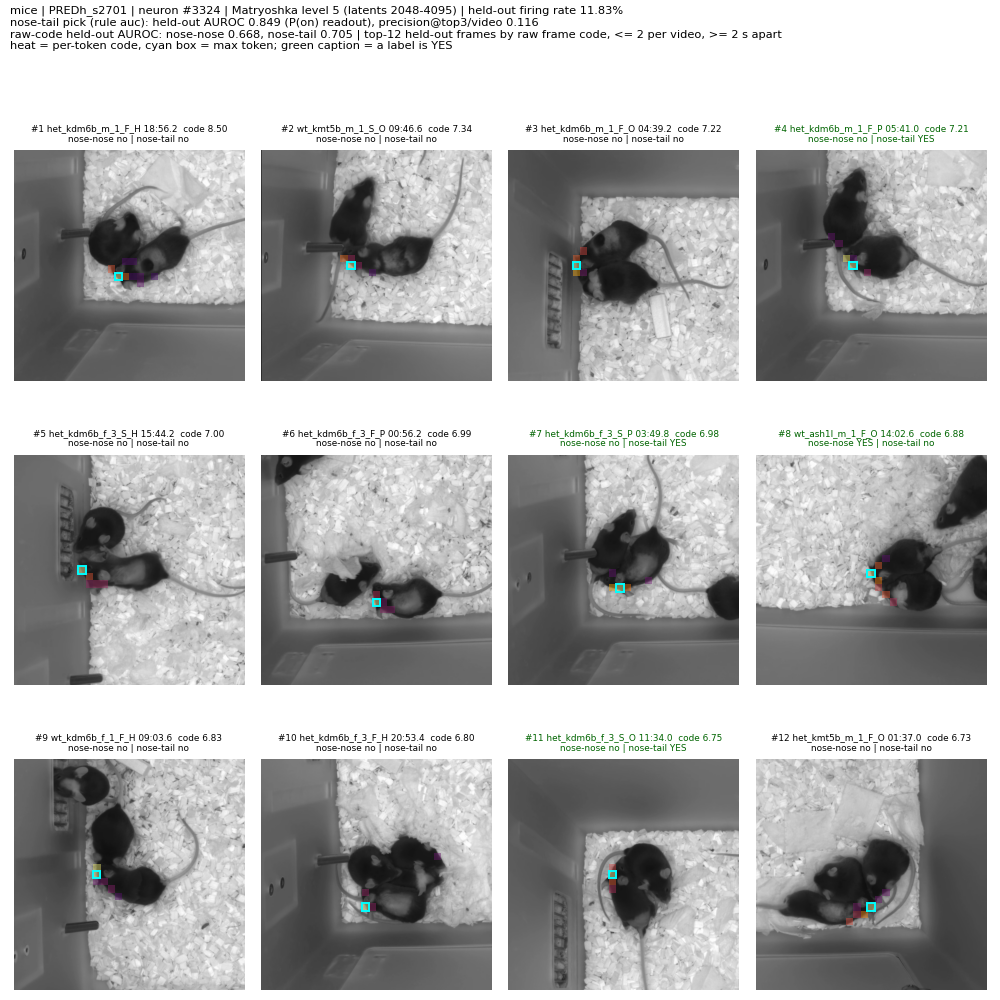 mice | PREDh_s2701 | neuron #3324 | Matryoshka level 5 (latents 2048-4095) | held-out firing rate 11.83%
nose-tail pick (rule auc): held-out AUROC 0.849 (P(on) readout), precision@top3/video 0.116
raw-code held-out AUROC: nose-nose 0.668, nose-tail 0.705 | top-12 held-out frames by raw frame code, <= 2 per video, >= 2 s apart
heat = per-token code, cyan box = max token; green caption = a label is YES
#1 het_kdm6b_m_1_F_H 18:56.2 code 8.50
nose-nose no | nose-tail no
#2 wt_kmt5b_m_1_S_O 09:46.6 code 7.34
nose-nose no | nose-tail no
#3 het_kdm6b_m_1_F_O 04:39.2 code 7.22
nose-nose no | nose-tail no
#4 het_kdm6b_m_1_F_P 05:41.0 code 7.21
nose-nose no | nose-tail YES
#5 het_kdm6b_f_3_S_H 15:44.2 code 7.00
nose-nose no | nose-tail no
#6 het_kdm6b_f_3_F_P 00:56.2 code 6.99
nose-nose no | nose-tail no
#7 het_kdm6b_f_3_S_P 03:49.8 code 6.98
nose-nose no | nose-tail YES
#8 wt_ash1l_m_1_F_O 14:02.6 code 6.88
nose-nose YES | nose-tail no
#9 wt_kdm6b_f_1_F_H 09:03.6 code 6.83
nose-nose no | nose-tail no
#10 het_kdm6b_f_3_F_H 20:53.4 code 6.80
nose-nose no | nose-tail no
#11 het_kdm6b_f_3_S_O 11:34.0 code 6.75
nose-nose no | nose-tail YES
#12 het_kmt5b_m_1_F_O 01:37.0 code 6.73
nose-nose no | nose-tail no